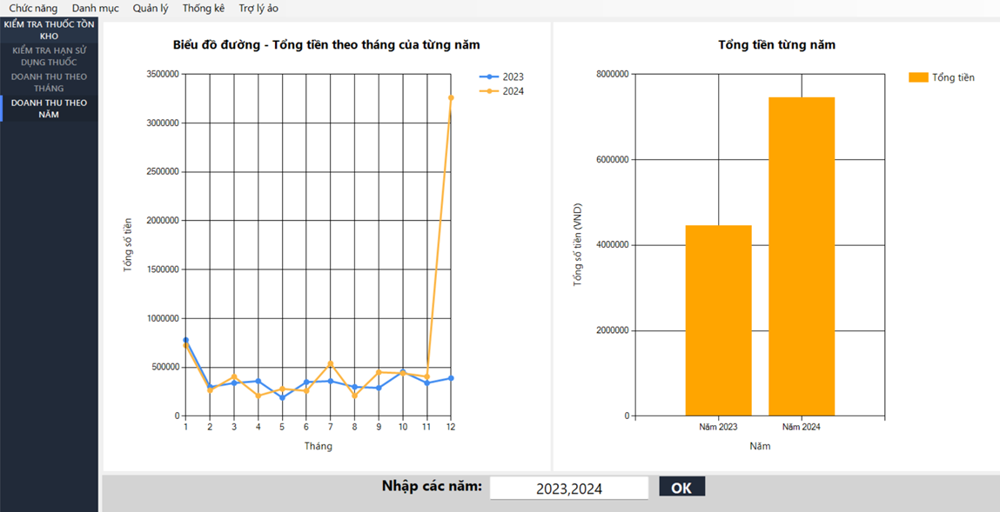 Chức năng Danh mục Quản lý Thống kê Trợ lý ảo
KIỂM TRA THUỐC TỒN
KHO
KIỂM TRA HẠN SỬ
DỤNG THUỐC
DOANH THU THEO
THÁNG
DOANH THU THEO
NĂM
Biểu đồ đường - Tổng tiền theo tháng của từng năm
2023
2024
Tổng số tiền
3500000
3000000
2500000
2000000
1500000
1000000
500000
0
1 2 3 4 5 6 7 8 9 10 11 12
Tháng
Tổng tiền từng năm
Tổng tiền
Tổng số tiền (VND)
8000000
6000000
4000000
2000000
0
Năm 2023 Năm 2024
Năm
Nhập các năm: 2023,2024 OK